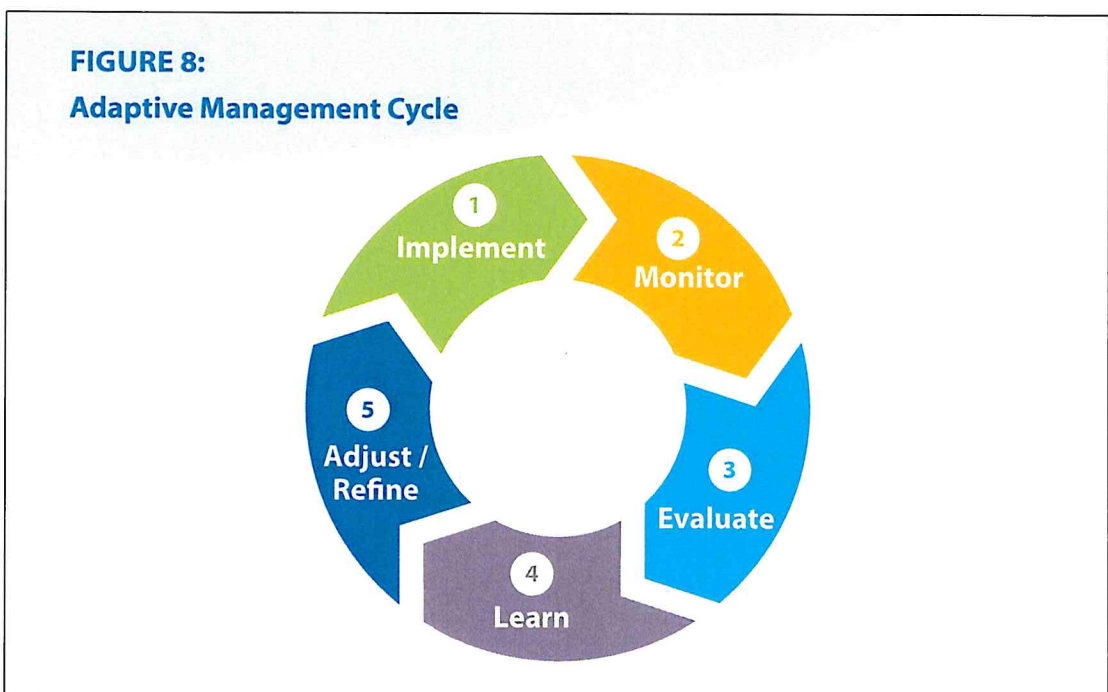 FIGURE 8:
Adaptive Management Cycle
1
Implement
2
Monitor
3
Evaluate
4
Learn
5
Adjust /
Refine